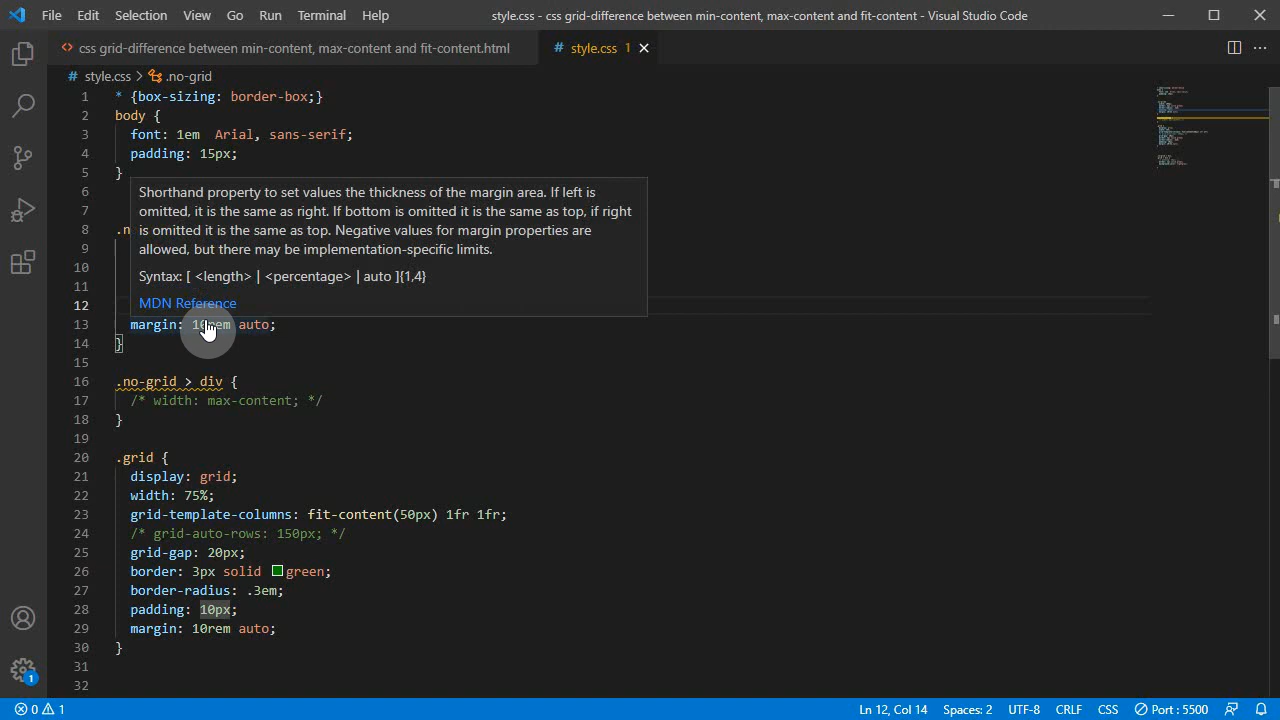 File Edit Selection View Go Run Terminal Help style.css - css grid-difference between min-content, max-content and fit-content - Visual Studio Code
css grid-difference between min-content, max-content and fit-content.html # style.css 1
# style.css > .no-grid
1 * {box-sizing: border-box;}
2 body {
3 font: 1em Arial, sans-serif;
4 padding: 15px;
5 }
6
7
8 .n
9
10
11
12
Shorthand property to set values the thickness of the margin area. If left is
omitted, it is the same as right. If bottom is omitted it is the same as top, if right
is omitted it is the same as top. Negative values for margin properties are
allowed, but there may be implementation-specific limits.
Syntax: [ <length> | <percentage> | auto ]{1,4}
MDN Reference
13 margin: 10rem auto;
14 }
15
16 .no-grid > div {
17 /* width: max-content; */
18 }
19
20 .grid {
21 display: grid;
22 width: 75%;
23 grid-template-columns: fit-content(50px) 1fr 1fr;
24 /* grid-auto-rows: 150px; */
25 grid-gap: 20px;
26 border: 3px solid green;
27 border-radius: .3em;
28 padding: 10px;
29 margin: 10rem auto;
30 }
31
32
1
0 1 Ln 12, Col 14 Spaces: 2 UTF-8 CRLF CSS Port : 5500